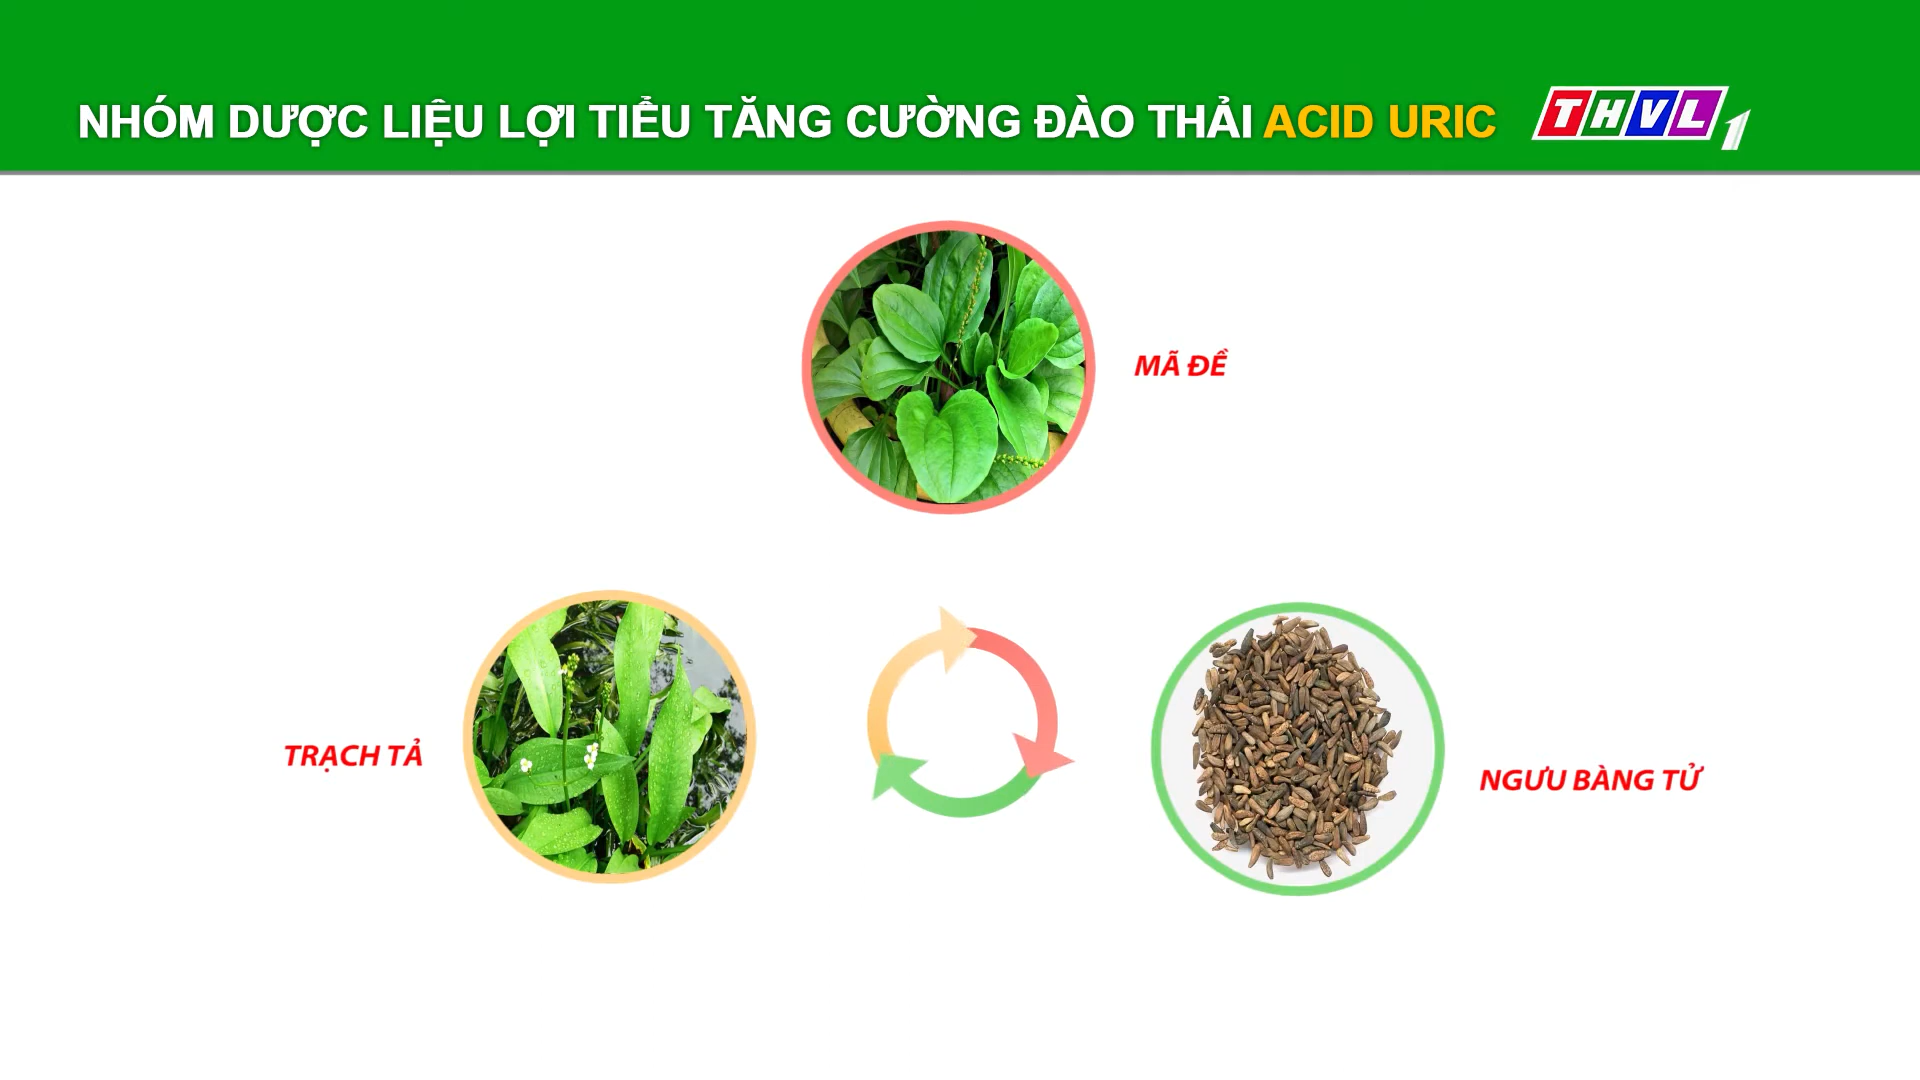 NHÓM DƯỢC LIỆU LỢI TIỂU TĂNG CƯỜNG ĐÀO THẢI ACID URIC
THVL1
MÃ ĐỀ
TRẠCH TẢ
NGƯU BÀNG TỬ